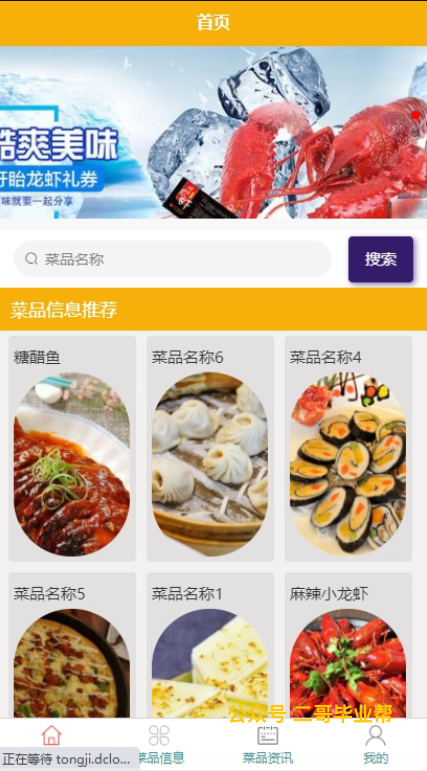 首页
酷爽美味
盱眙龙虾礼券
味就要一起分享
虾
菜品名称
搜索
菜品信息推荐
糖醋鱼
菜品名称6
菜品名称4
菜品名称5
菜品名称1
麻辣小龙虾
公众号 二哥毕业帮
正在等待 tongji.dclo...
菜品信息
菜品资讯
我的